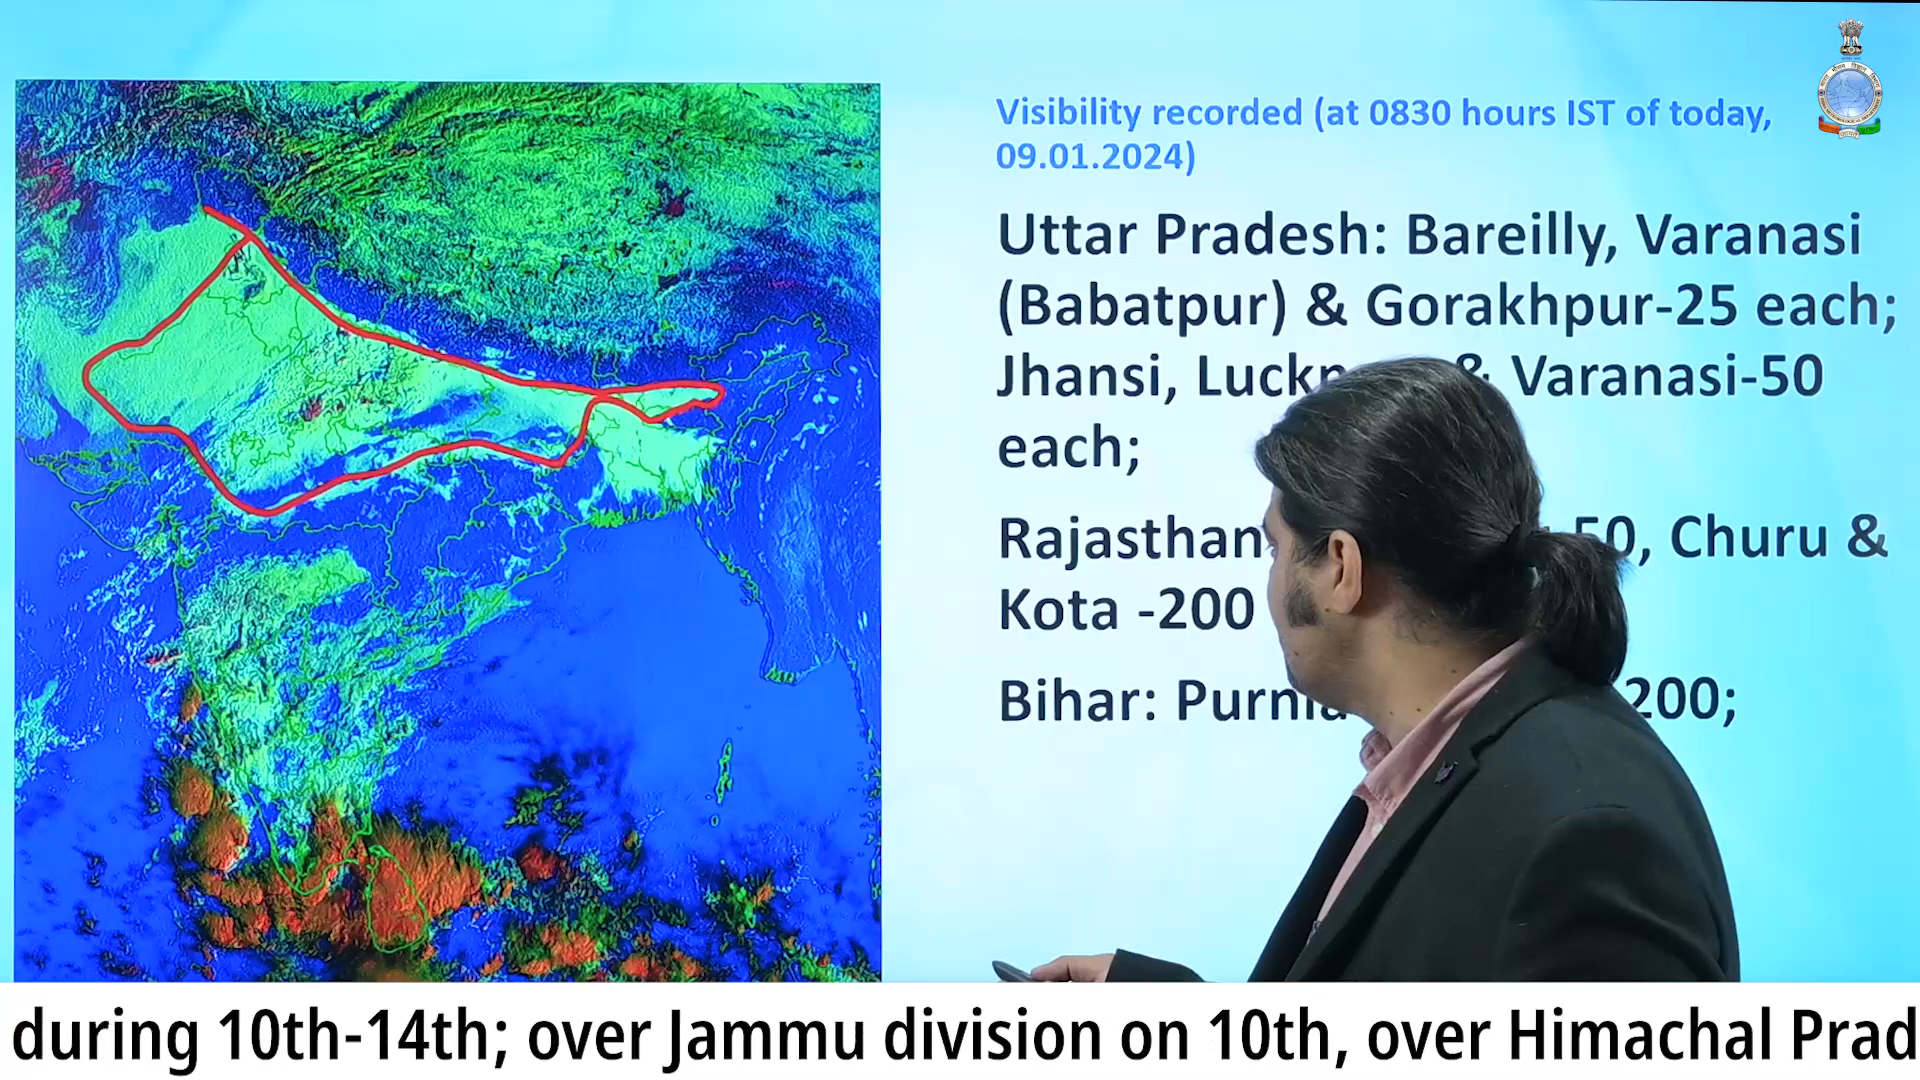 Visibility recorded (at 0830 hours IST of today,
09.01.2024)
Uttar Pradesh: Bareilly, Varanasi
(Babatpur) & Gorakhpur-25 each;
Jhansi, & Varanasi-50
each;
Rajasthan 50, Churu &
Kota -200
Bihar: 200;
during 10th-14th; over Jammu division on 10th, over Himachal Prad